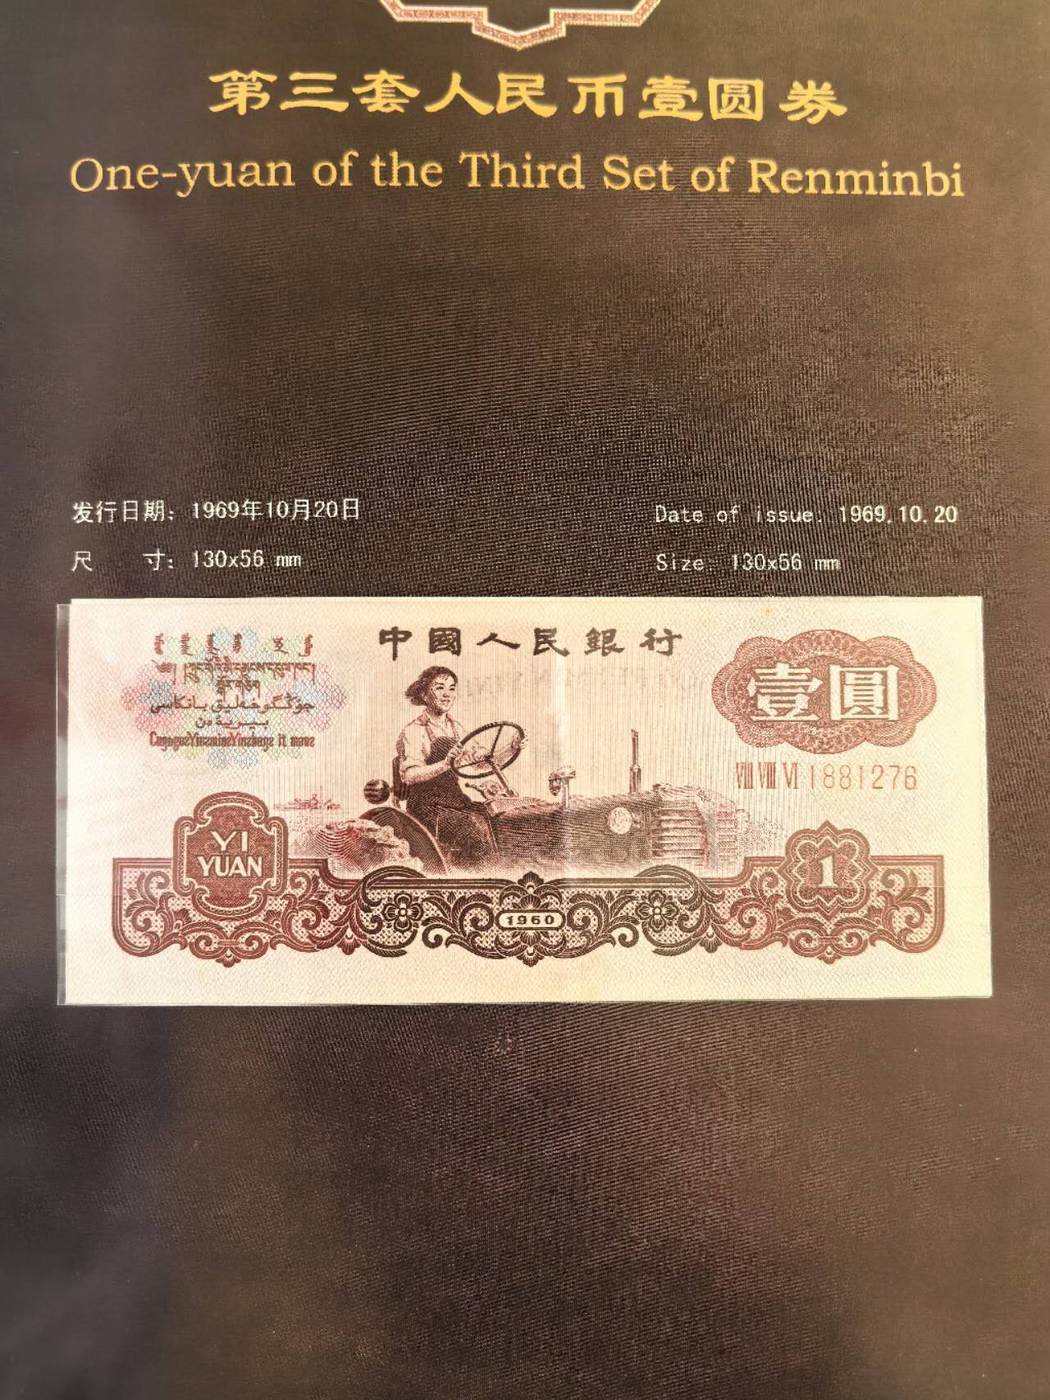 第三套人民币壹圆券
One-yuan of the Third Set of Renminbi
发行日期：1969年10月20日
Date of issue. 1969.10.20
尺 寸：130x56 mm
Size 130x56 mm
中國人民銀行
壹圓
VIII VIII VI 1881276
YI
YUAN
1
1960